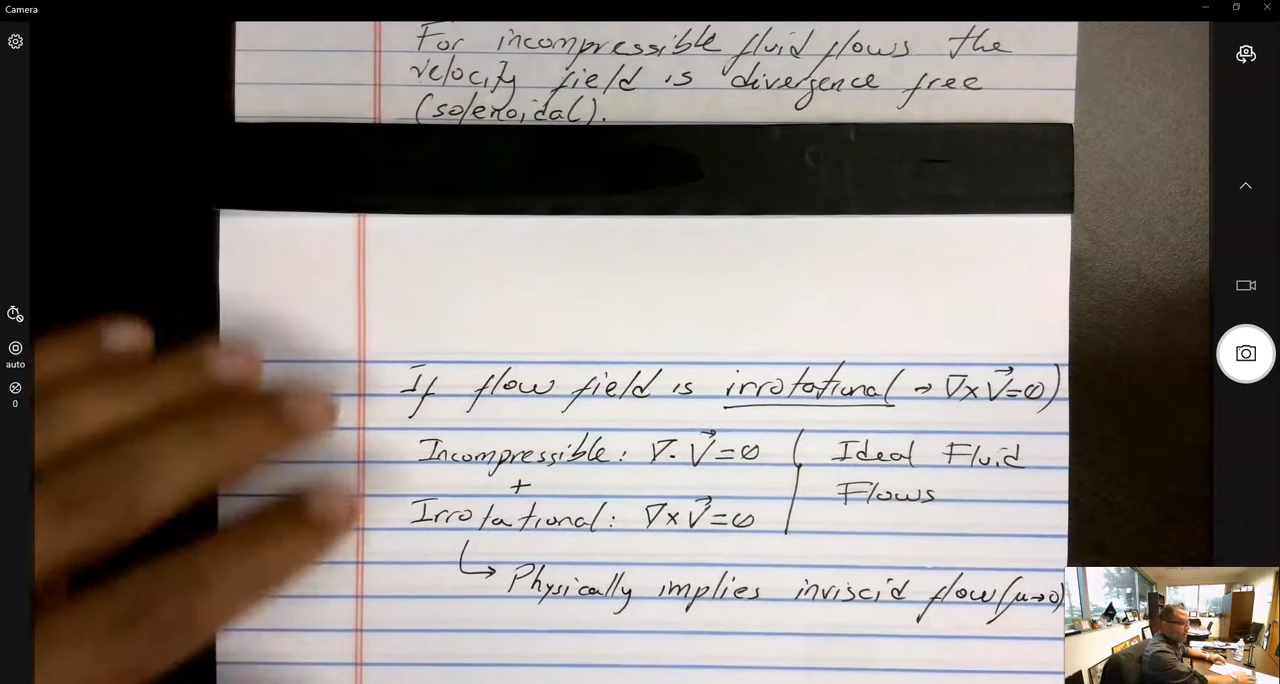 Camera
For incompressible fluid flows the
velocity field is divergence free
(solenoidal).
If flow field is irrotational → ∇×V⃗=0)
Incompressible: ∇·V⃗=0 Ideal Fluid
+ Flows
Irrotational: ∇×V⃗=0
↳ Physically implies inviscid flow (μ→0)
auto
0